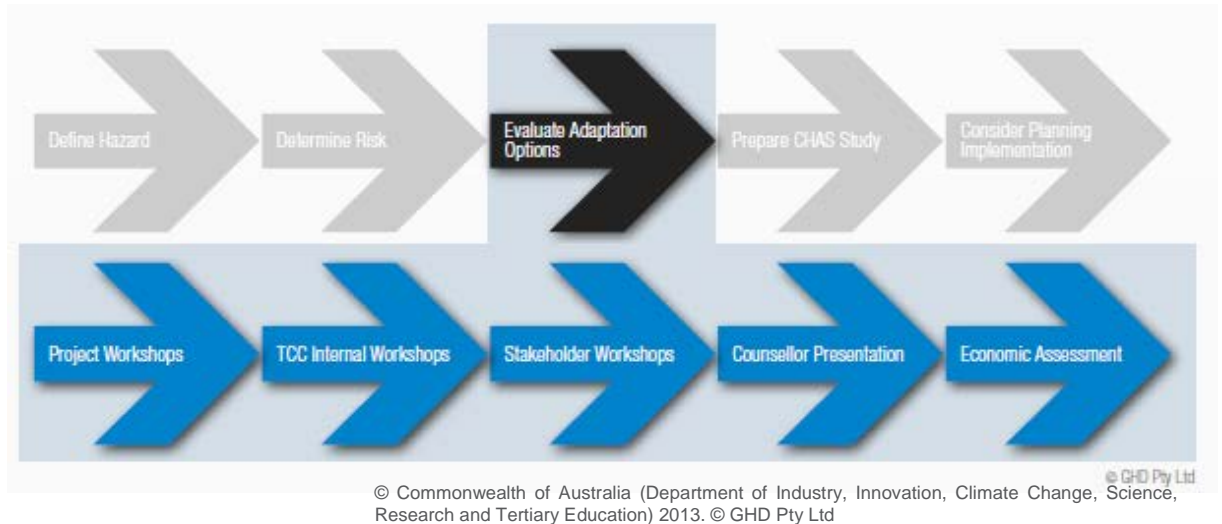 Define Hazard
Determine Risk
Evaluate Adaptation
Options
Prepare CHAS Study
Consider Planning
Implementation
Project Workshops
TCC Internal Workshops
Stakeholder Workshops
Counsellor Presentation
Economic Assessment
© GHD Pty Ltd
© Commonwealth of Australia (Department of Industry, Innovation, Climate Change, Science,
Research and Tertiary Education) 2013. © GHD Pty Ltd